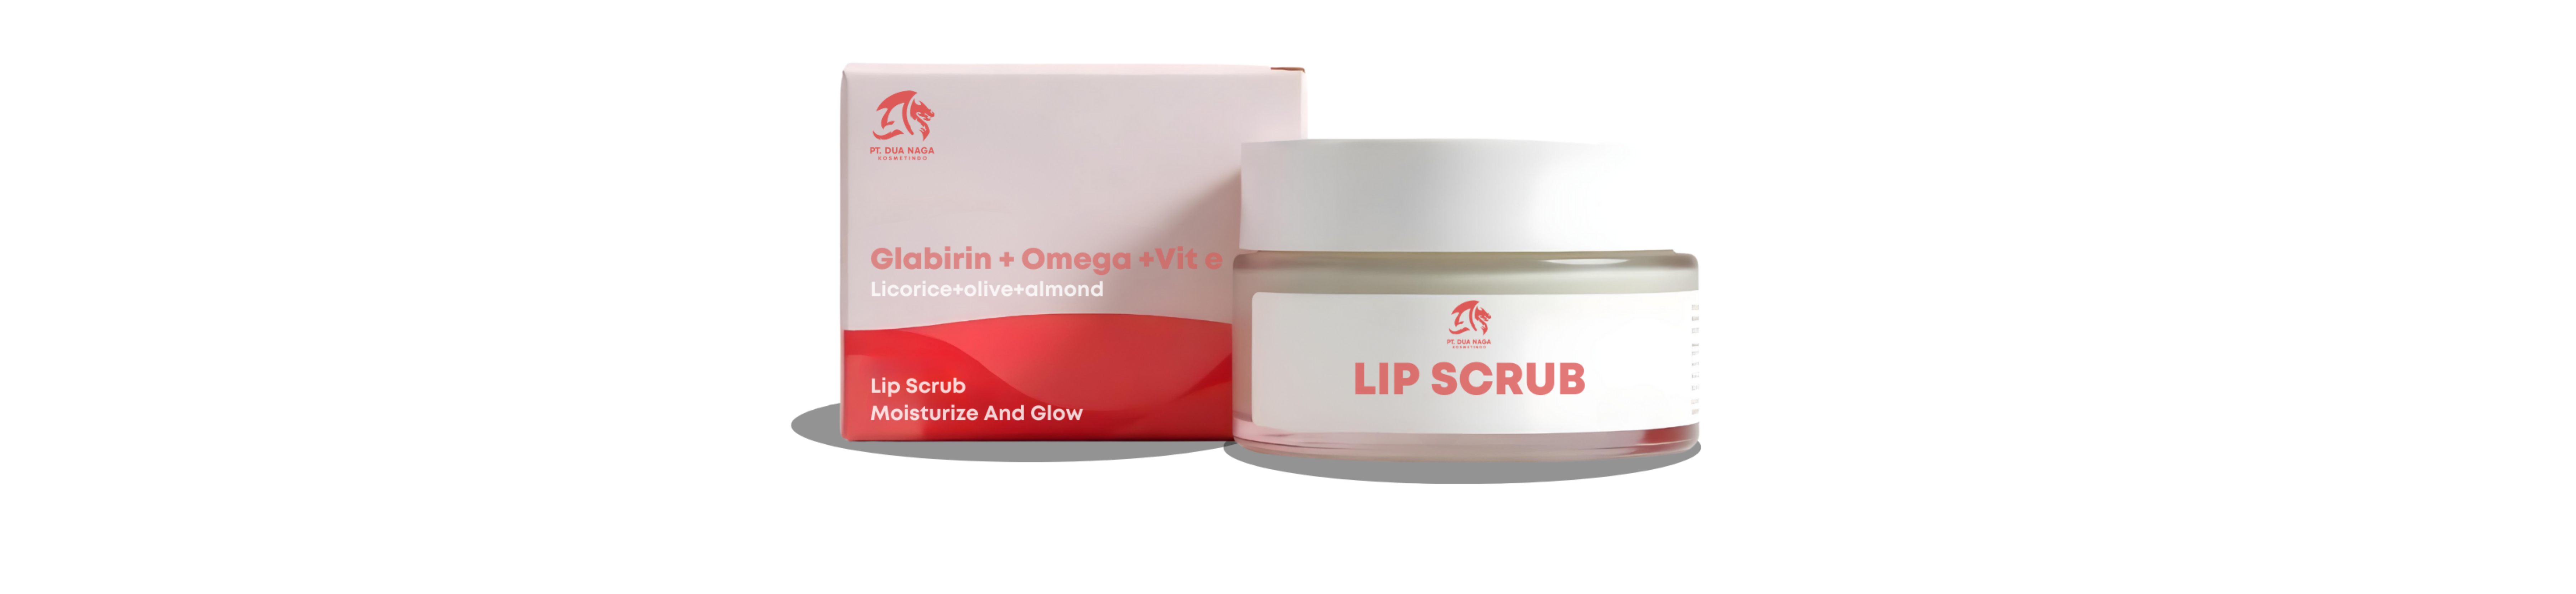 PT. DUA NAGA
KOSMETINDO
Glabirin + Omega +Vit e
Licorice+olive+almond
Lip Scrub
Moisturize And Glow
PT. DUA NAGA
KOSMETINDO
LIP SCRUB